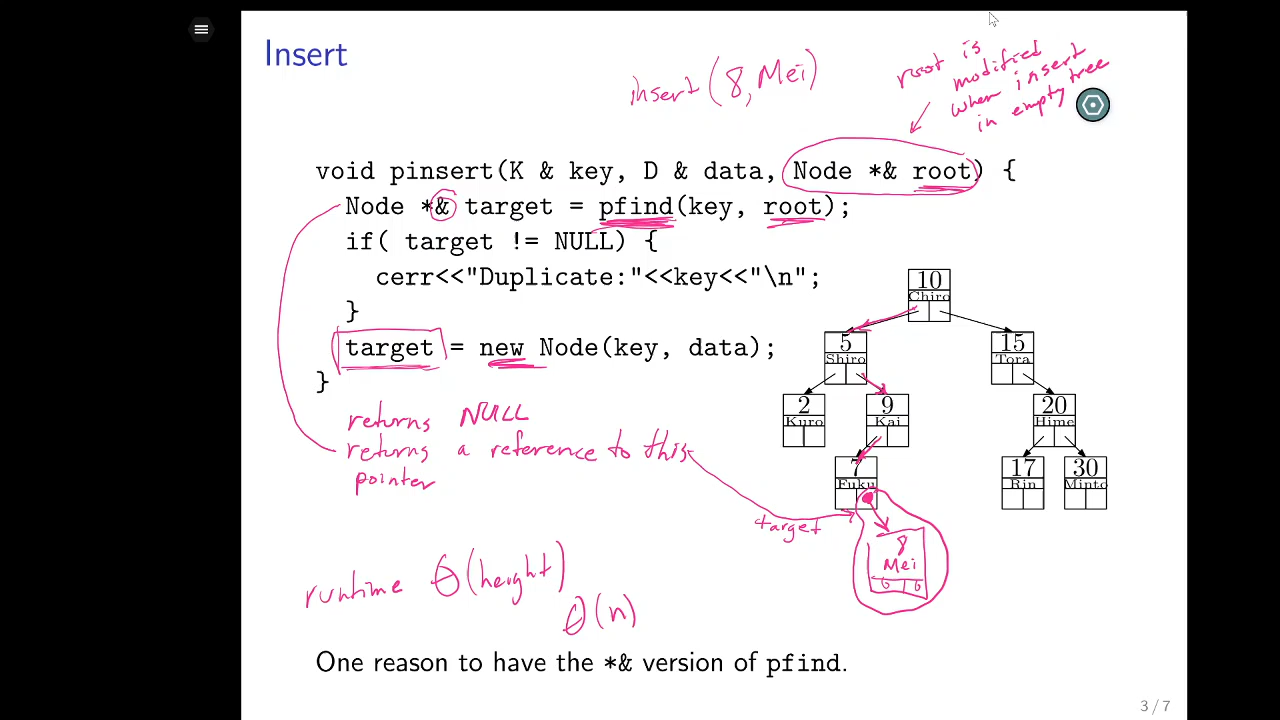 Insert
insert (8, Mei)
root is
modified
when insert
in empty tree
void pinsert(K & key, D & data, Node *& root) {
Node *& target = pfind(key, root);
if( target != NULL) {
cerr<<"Duplicate:"<<key<<"\n";
}
target = new Node(key, data);
}
10
Chiro
5
Shiro
15
Tora
2
Kuro
9
Kai
20
Hime
7
Fuku
17
Rin
30
Minto
returns NULL
returns a reference to this
pointer
target
8
Mei
runtime Θ(height)
Θ(n)
One reason to have the *& version of pfind.
3 / 7